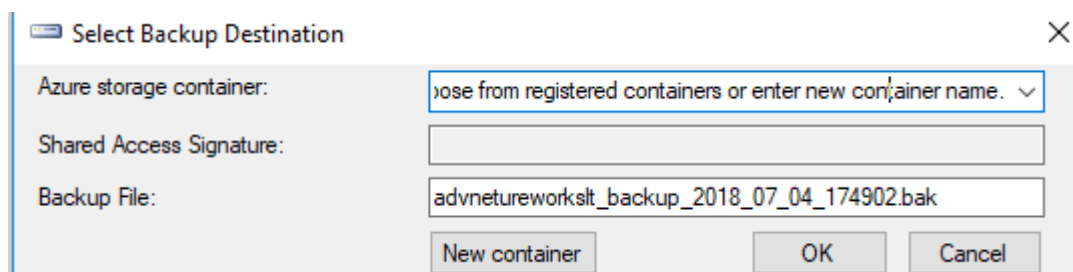 Select Backup Destination
Azure storage container:
from registered containers or enter new container name.
Shared Access Signature:
Backup File:
advnetureworkslt_backup_2018_07_04_174902.bak
New container OK Cancel